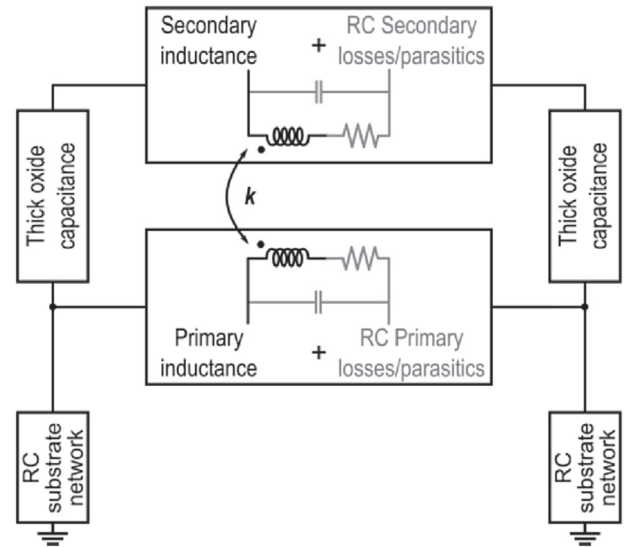 Secondary
inductance
+
RC Secondary
losses/parasitics
Thick oxide
capacitance
k
Thick oxide
capacitance
Primary
inductance
+
RC Primary
losses/parasitics
RC
substrate
network
RC
substrate
network